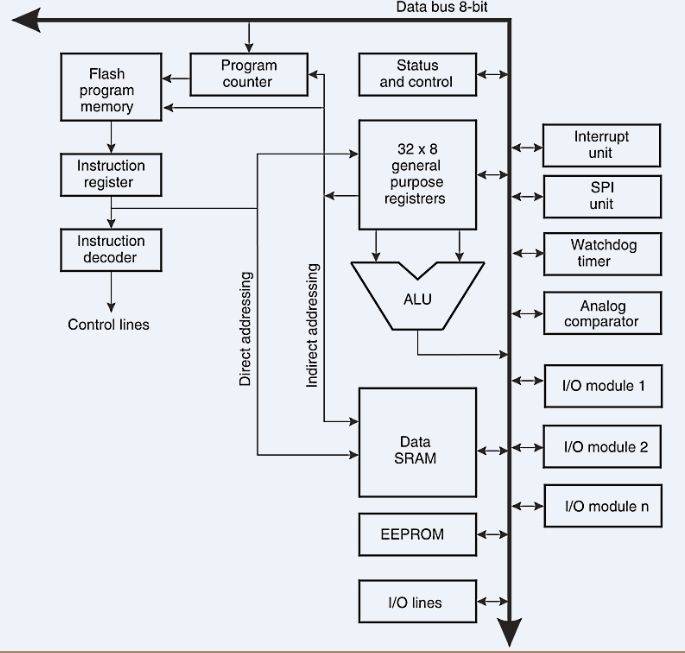 Data bus 8-bit
Flash
program
memory
Program
counter
Status
and control
Instruction
register
32 x 8
general
purpose
registrers
Interrupt
unit
SPI
unit
Instruction
decoder
Watchdog
timer
Control lines
Direct addressing
Indirect addressing
ALU
Analog
comparator
I/O module 1
Data
SRAM
I/O module 2
I/O module n
EEPROM
I/O lines